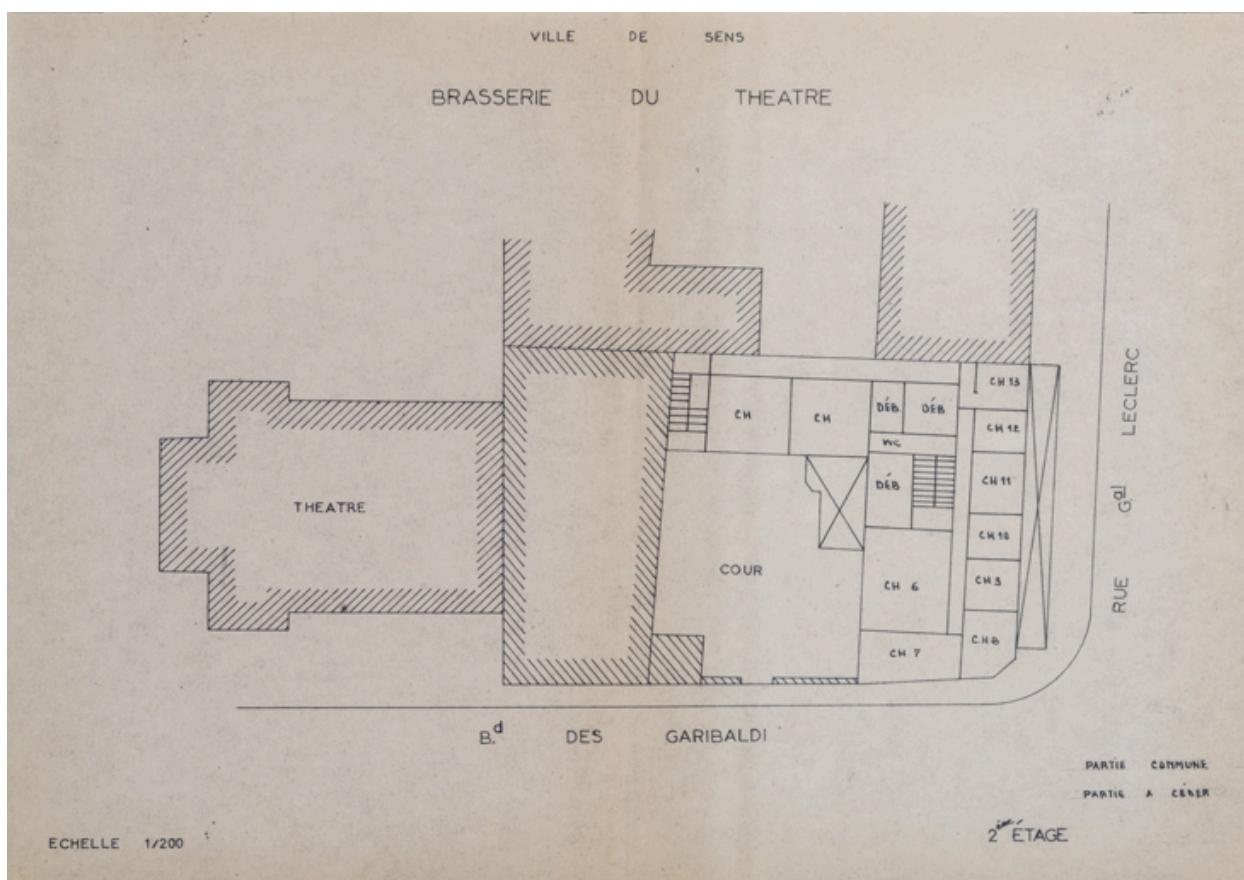 VILLE DE SENS
BRASSERIE DU THEATRE
CH 13
CH
CH
DÉB
DÉB
CH 12
WC
THEATRE
DÉB
CH 11
CH 10
COUR
CH 6
CH 9
CH 7
CH 8
RUE Gal LECLERC
Bd. DES GARIBALDI
PARTIE COMMUNE
PARTIE A CÉDER
2ème ÉTAGE
ECHELLE 1/200